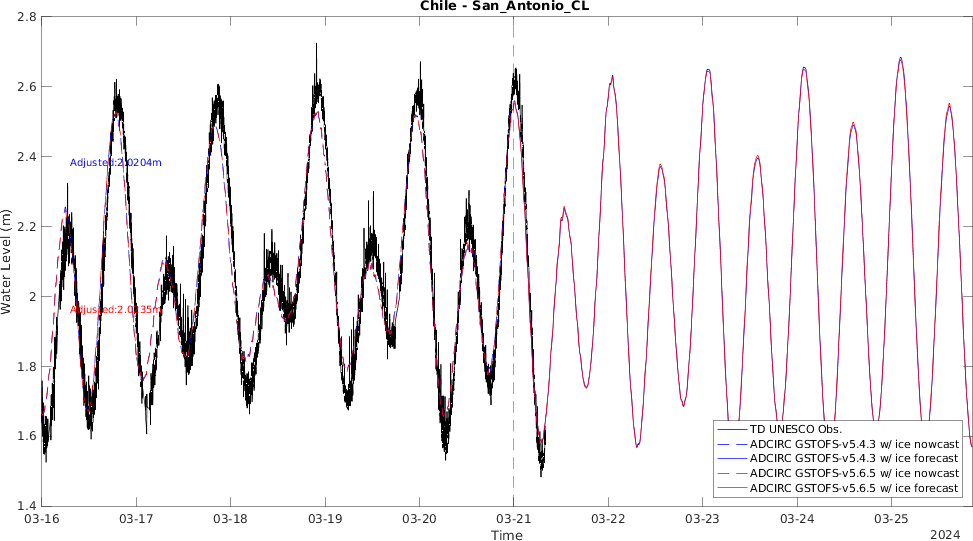 Chile - San_Antonio_CL
2.8
2.6
2.4
2.2
2
1.8
1.6
1.4
Water Level (m)
Adjusted:2.0204m
Adjusted:2.0235m
TD UNESCO Obs.
ADCIRC GSTOFS-v5.4.3 w/ ice nowcast
ADCIRC GSTOFS-v5.4.3 w/ ice forecast
ADCIRC GSTOFS-v5.6.5 w/ ice nowcast
ADCIRC GSTOFS-v5.6.5 w/ ice forecast
03-16 03-17 03-18 03-19 03-20 03-21 03-22 03-23 03-24 03-25
Time
2024